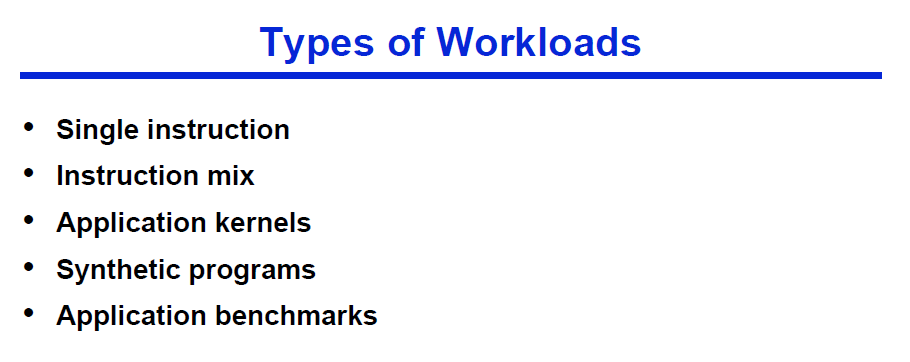 Types of Workloads
• Single instruction
• Instruction mix
• Application kernels
• Synthetic programs
• Application benchmarks